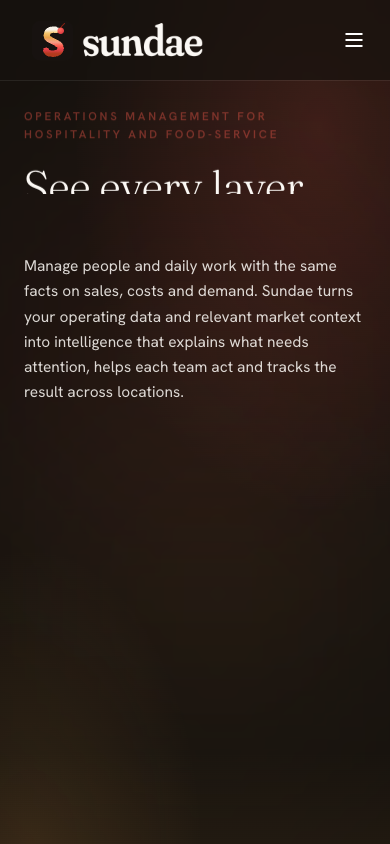 sundae
OPERATIONS MANAGEMENT FOR
HOSPITALITY AND FOOD-SERVICE
See every layer
Manage people and daily work with the same
facts on sales, costs and demand. Sundae turns
your operating data and relevant market context
into intelligence that explains what needs
attention, helps each team act and tracks the
result across locations.